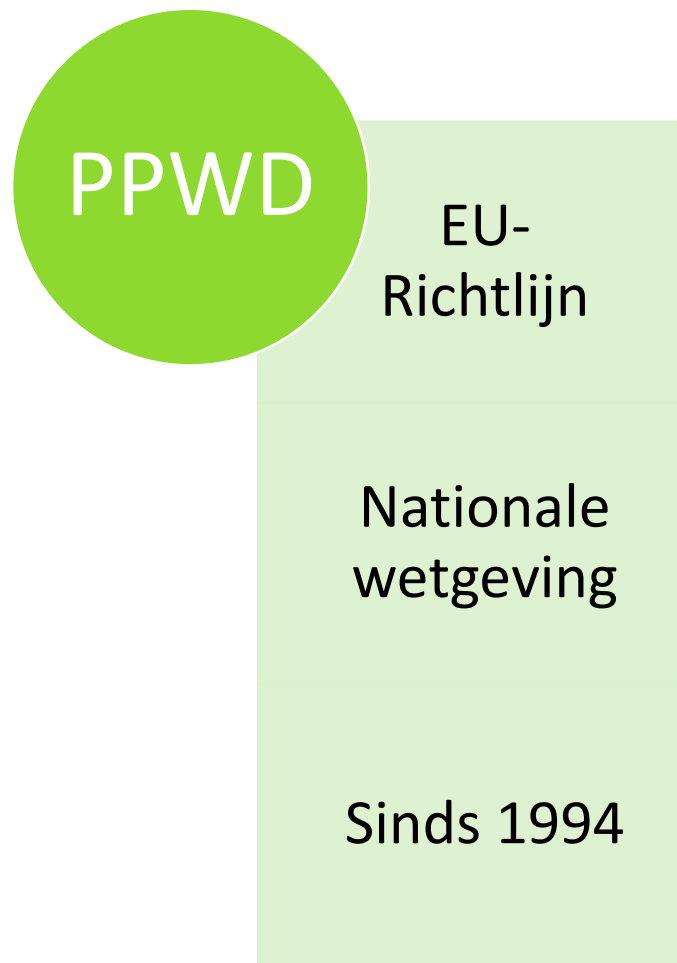 PPWD
EU-
Richtlijn
Nationale
wetgeving
Sinds 1994